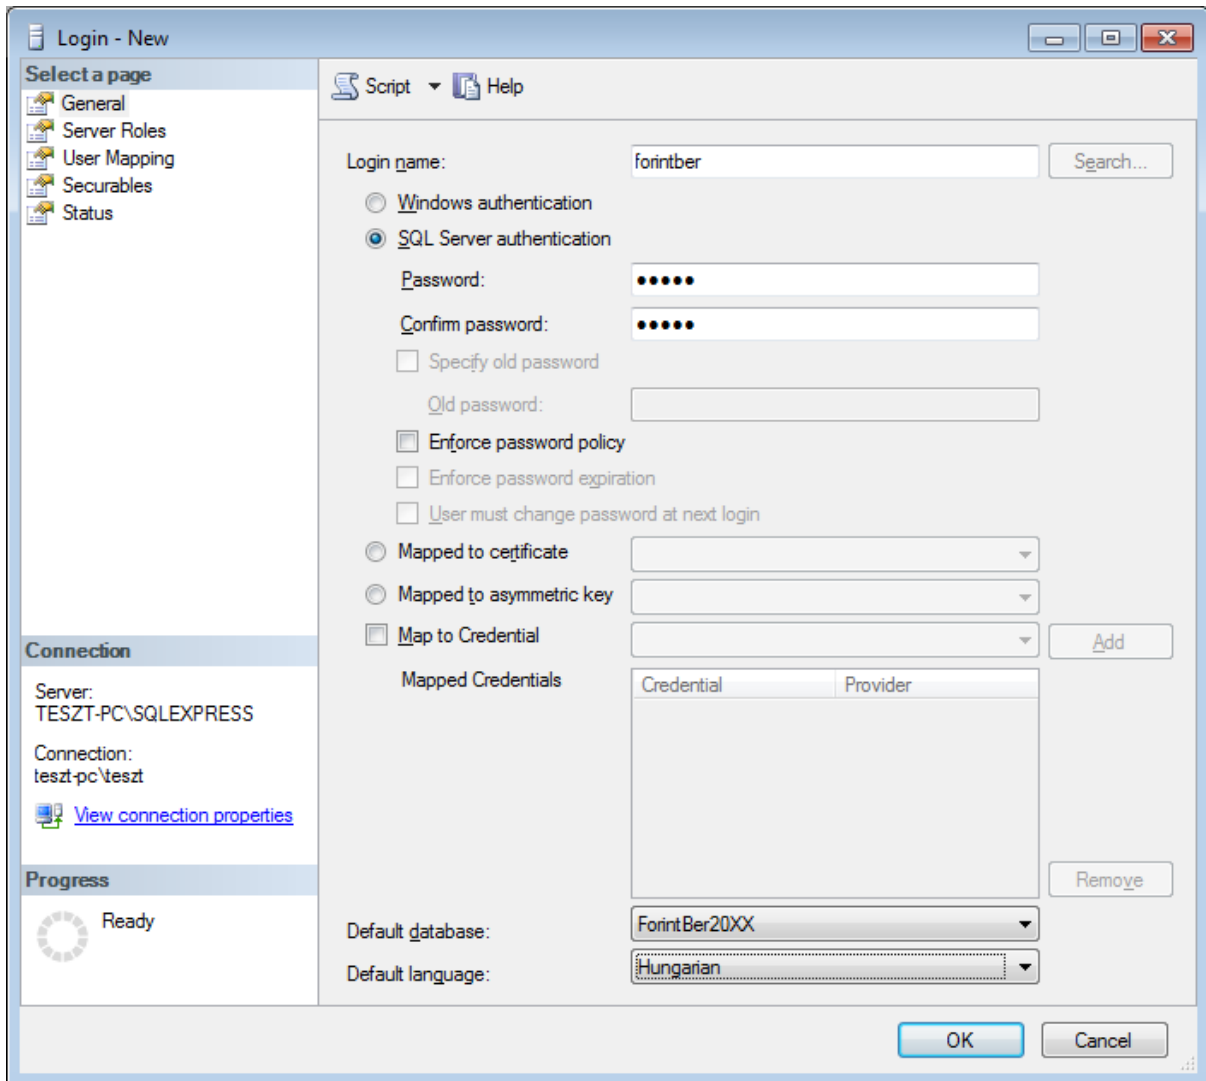 Login - New
Select a page
General
Server Roles
User Mapping
Securables
Status
Script
Help
Login name:
forintber
Search...
Windows authentication
SQL Server authentication
Password:
●●●●●
Confirm password:
●●●●●
Specify old password
Old password:
Enforce password policy
Enforce password expiration
User must change password at next login
Mapped to certificate
Mapped to asymmetric key
Map to Credential
Add
Mapped Credentials
Credential
Provider
Remove
Default database:
ForintBer20XX
Default language:
Hungarian
Connection
Server:
TESZT-PC\SQLEXPRESS
Connection:
teszt-pc\teszt
View connection properties
Progress
Ready
OK
Cancel